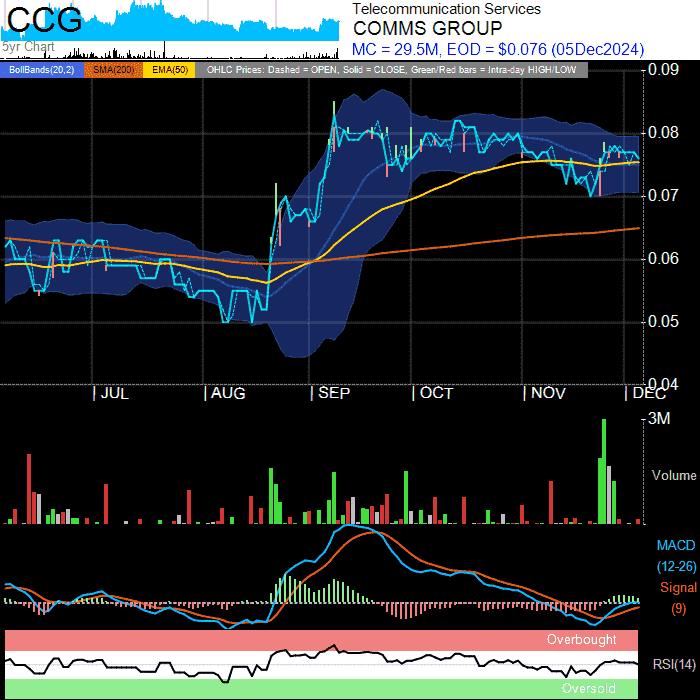 CCG
5yr Chart
Telecommunication Services
COMMS GROUP
MC = 29.5M, EOD = $0.076 (05Dec2024)
BollBands(20,2) SMA(200) EMA(50) OHLC Prices: Dashed = OPEN, Solid = CLOSE, Green/Red bars = Intra-day HIGH/LOW
0.09
0.08
0.07
0.06
0.05
0.04
JUL AUG SEP OCT NOV DEC
3M
Volume
MACD
(12-26)
Signal
(9)
Overbought
RSI(14)
Oversold